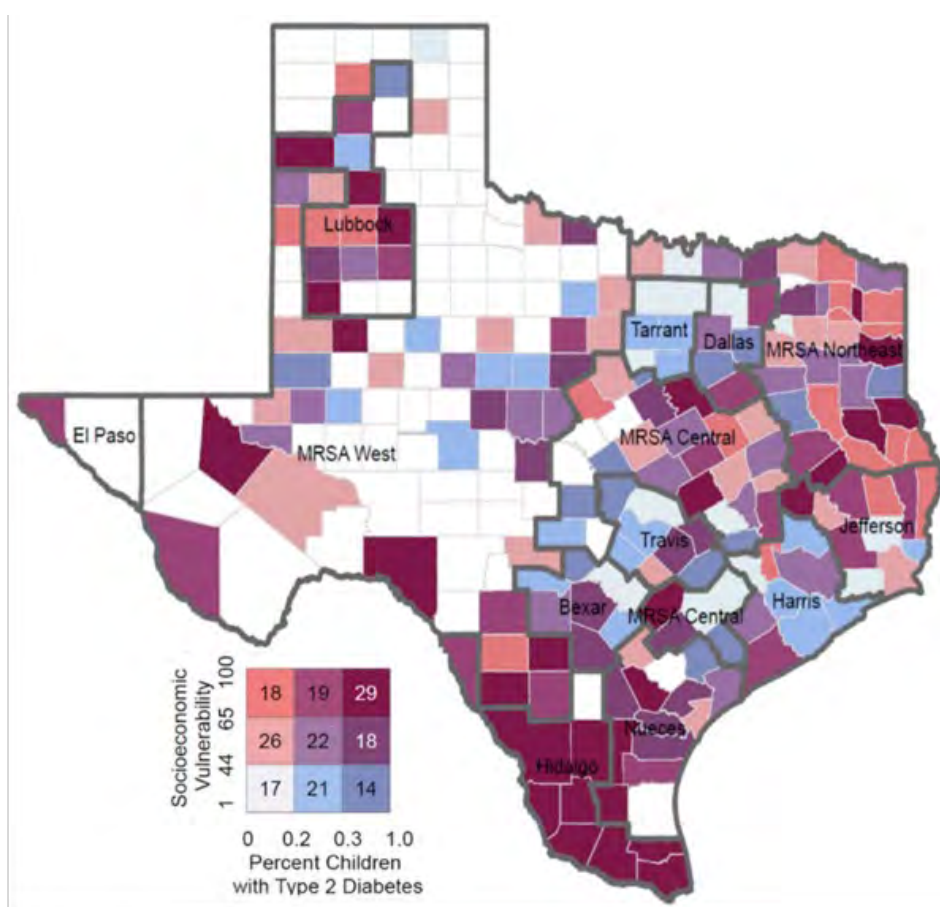 Lubbock
Tarrant
Dallas
MRSA Northeast
El Paso
MRSA West
MRSA Central
Jefferson
Travis
Bexar
MRSA Central
Harris
Nueces
Hidalgo
Socioeconomic
Vulnerability
1 44 65 100
18 19 29
26 22 18
17 21 14
0 0.2 0.3 1.0
Percent Children
with Type 2 Diabetes